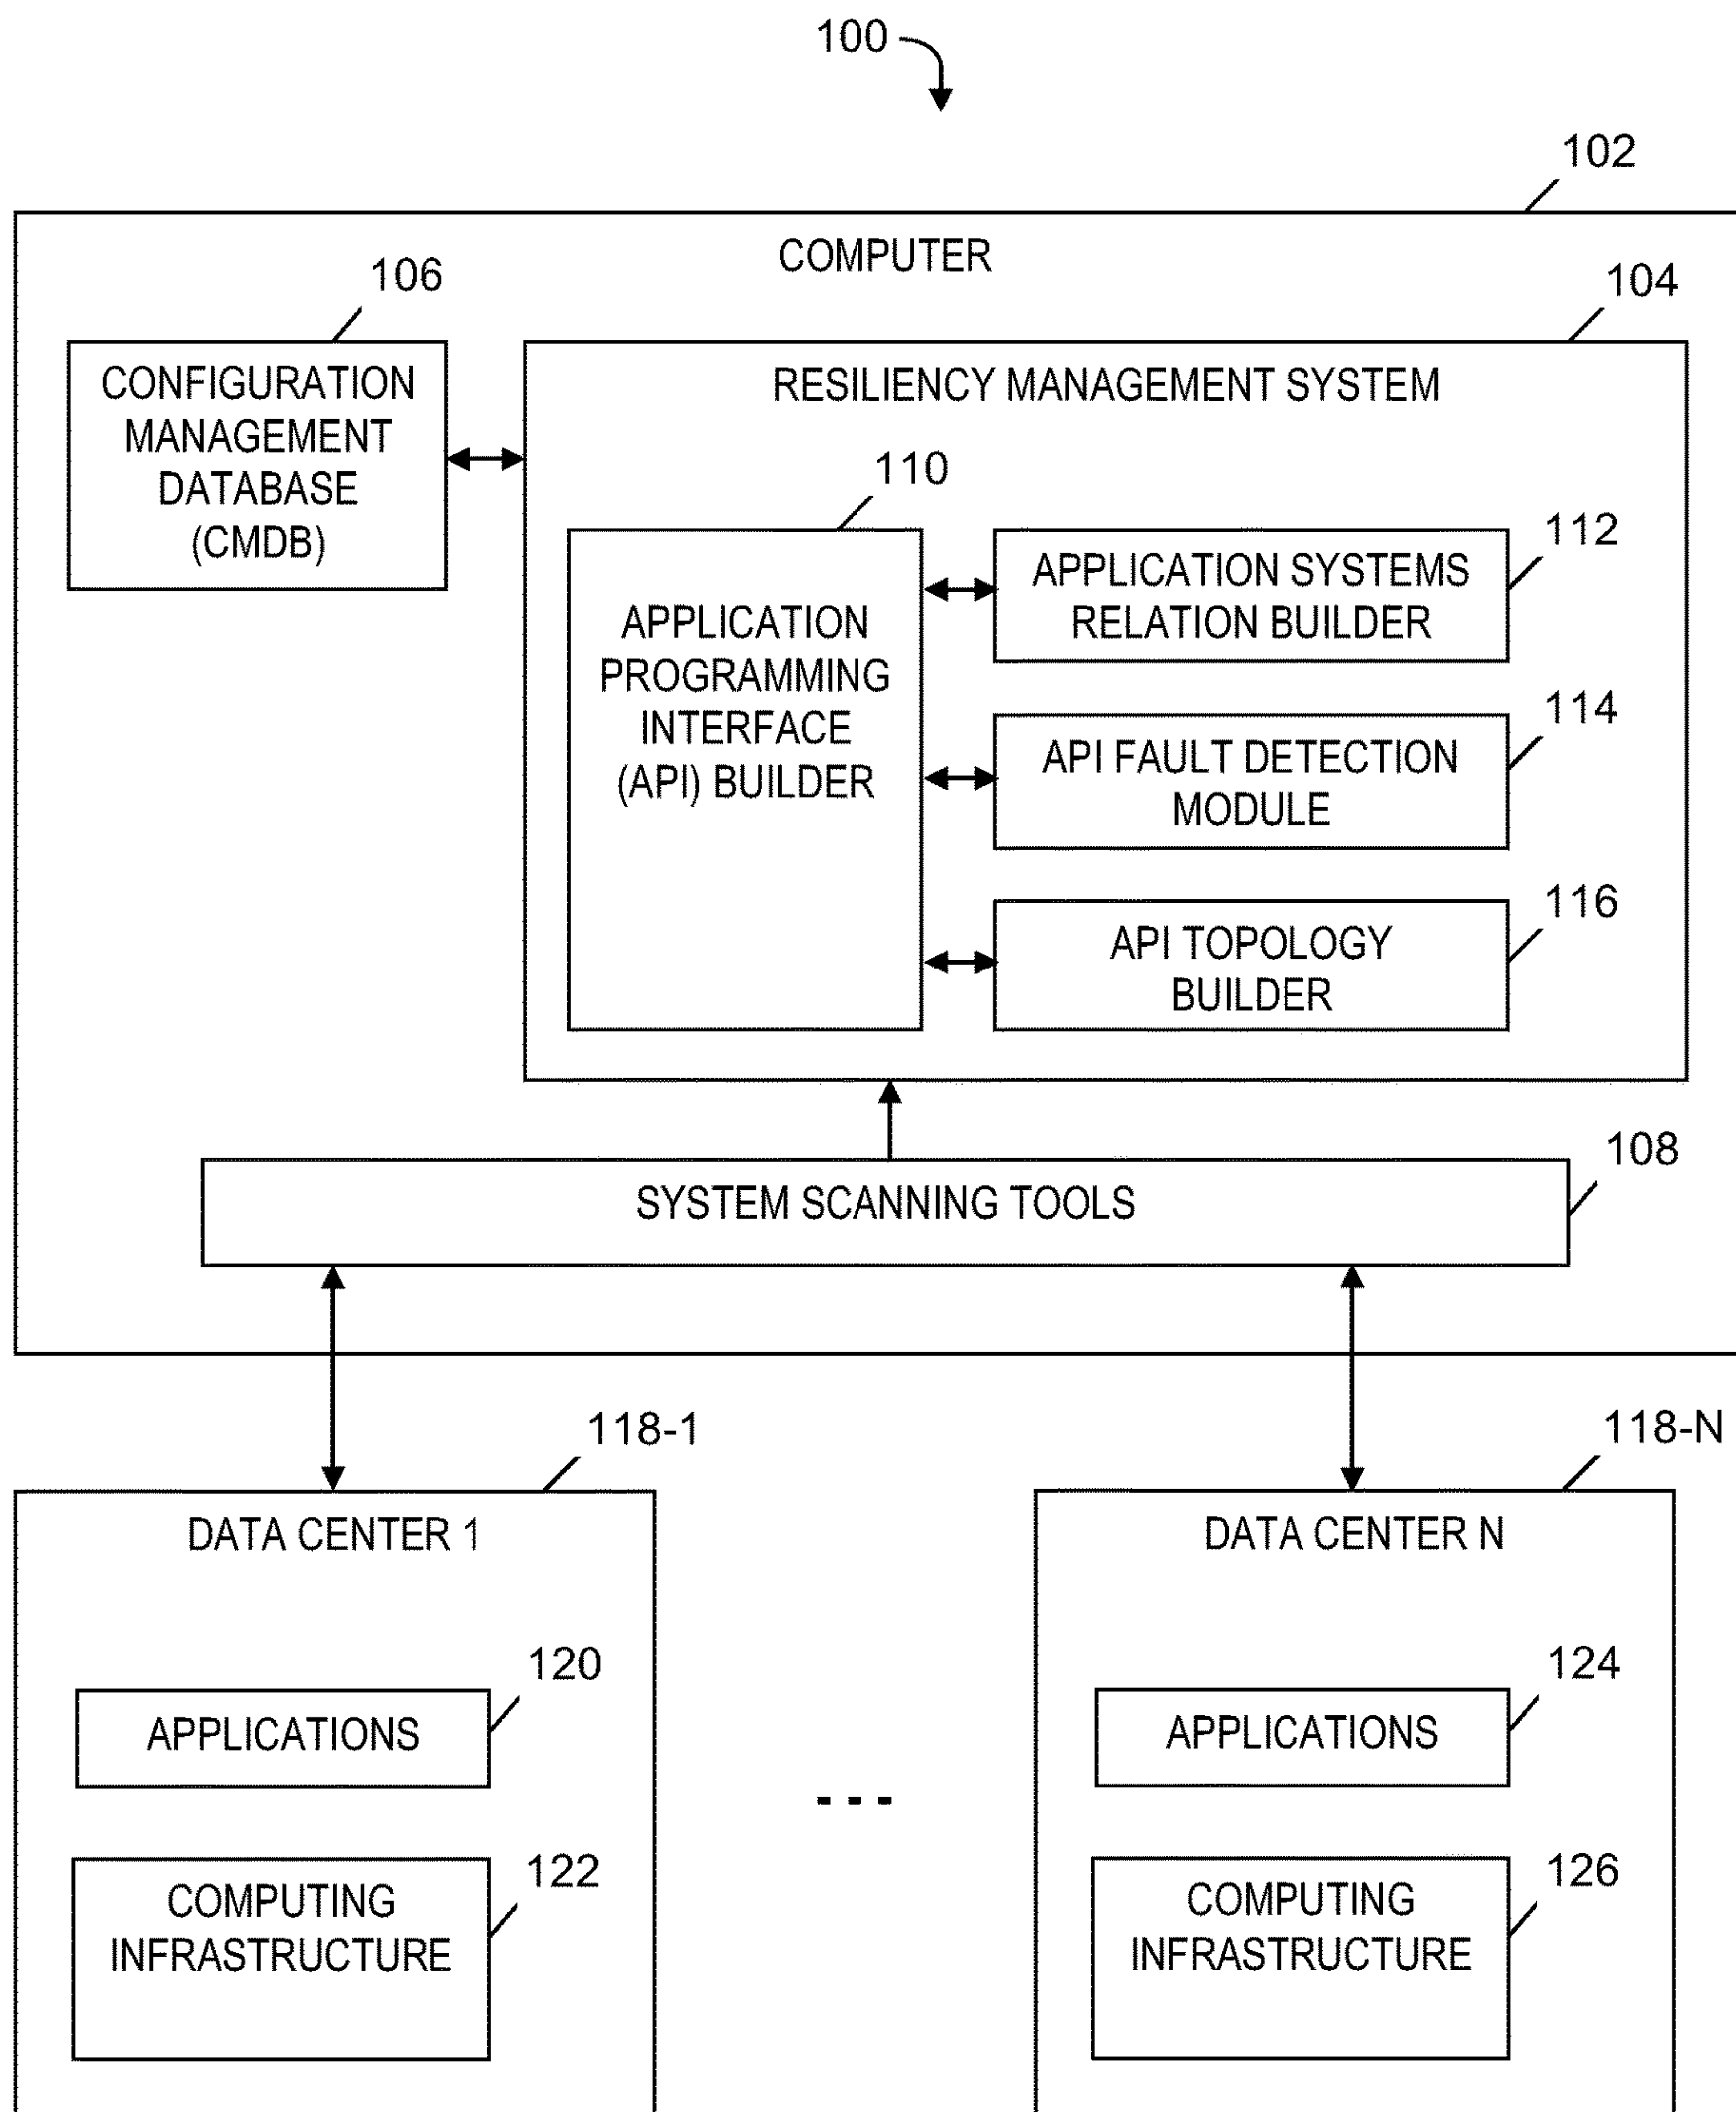 100
102
COMPUTER
106
104
CONFIGURATION
MANAGEMENT
DATABASE
(CMDB)
RESILIENCY MANAGEMENT SYSTEM
110
APPLICATION
PROGRAMMING
INTERFACE
(API) BUILDER
112
APPLICATION SYSTEMS
RELATION BUILDER
114
API FAULT DETECTION
MODULE
116
API TOPOLOGY
BUILDER
108
SYSTEM SCANNING TOOLS
118-1
DATA CENTER 1
120
APPLICATIONS
122
COMPUTING
INFRASTRUCTURE
...
118-N
DATA CENTER N
124
APPLICATIONS
126
COMPUTING
INFRASTRUCTURE